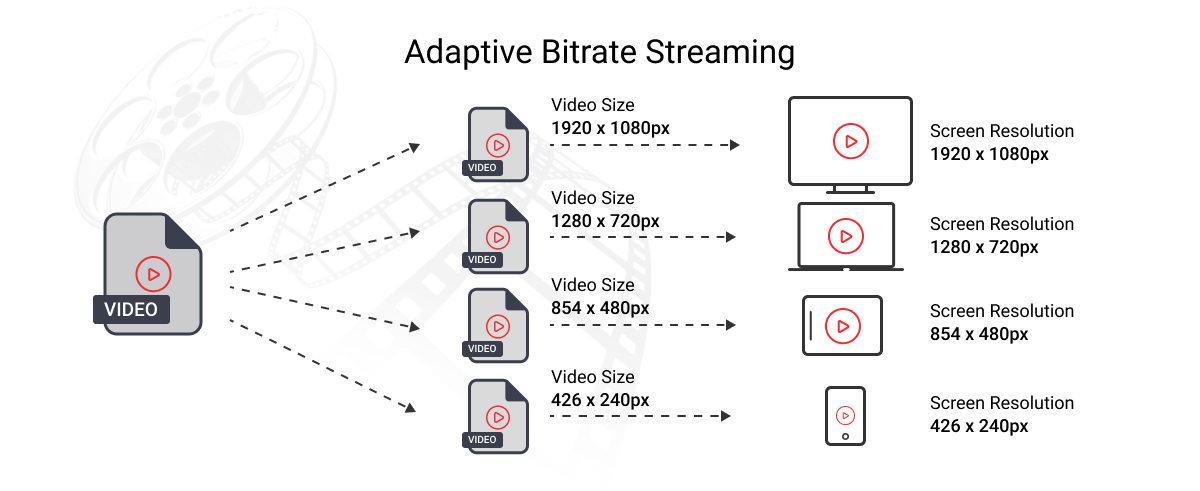 Adaptive Bitrate Streaming
VIDEO
VIDEO
Video Size
1920 x 1080px
Screen Resolution
1920 x 1080px
VIDEO
Video Size
1280 x 720px
Screen Resolution
1280 x 720px
VIDEO
Video Size
854 x 480px
Screen Resolution
854 x 480px
VIDEO
Video Size
426 x 240px
Screen Resolution
426 x 240px